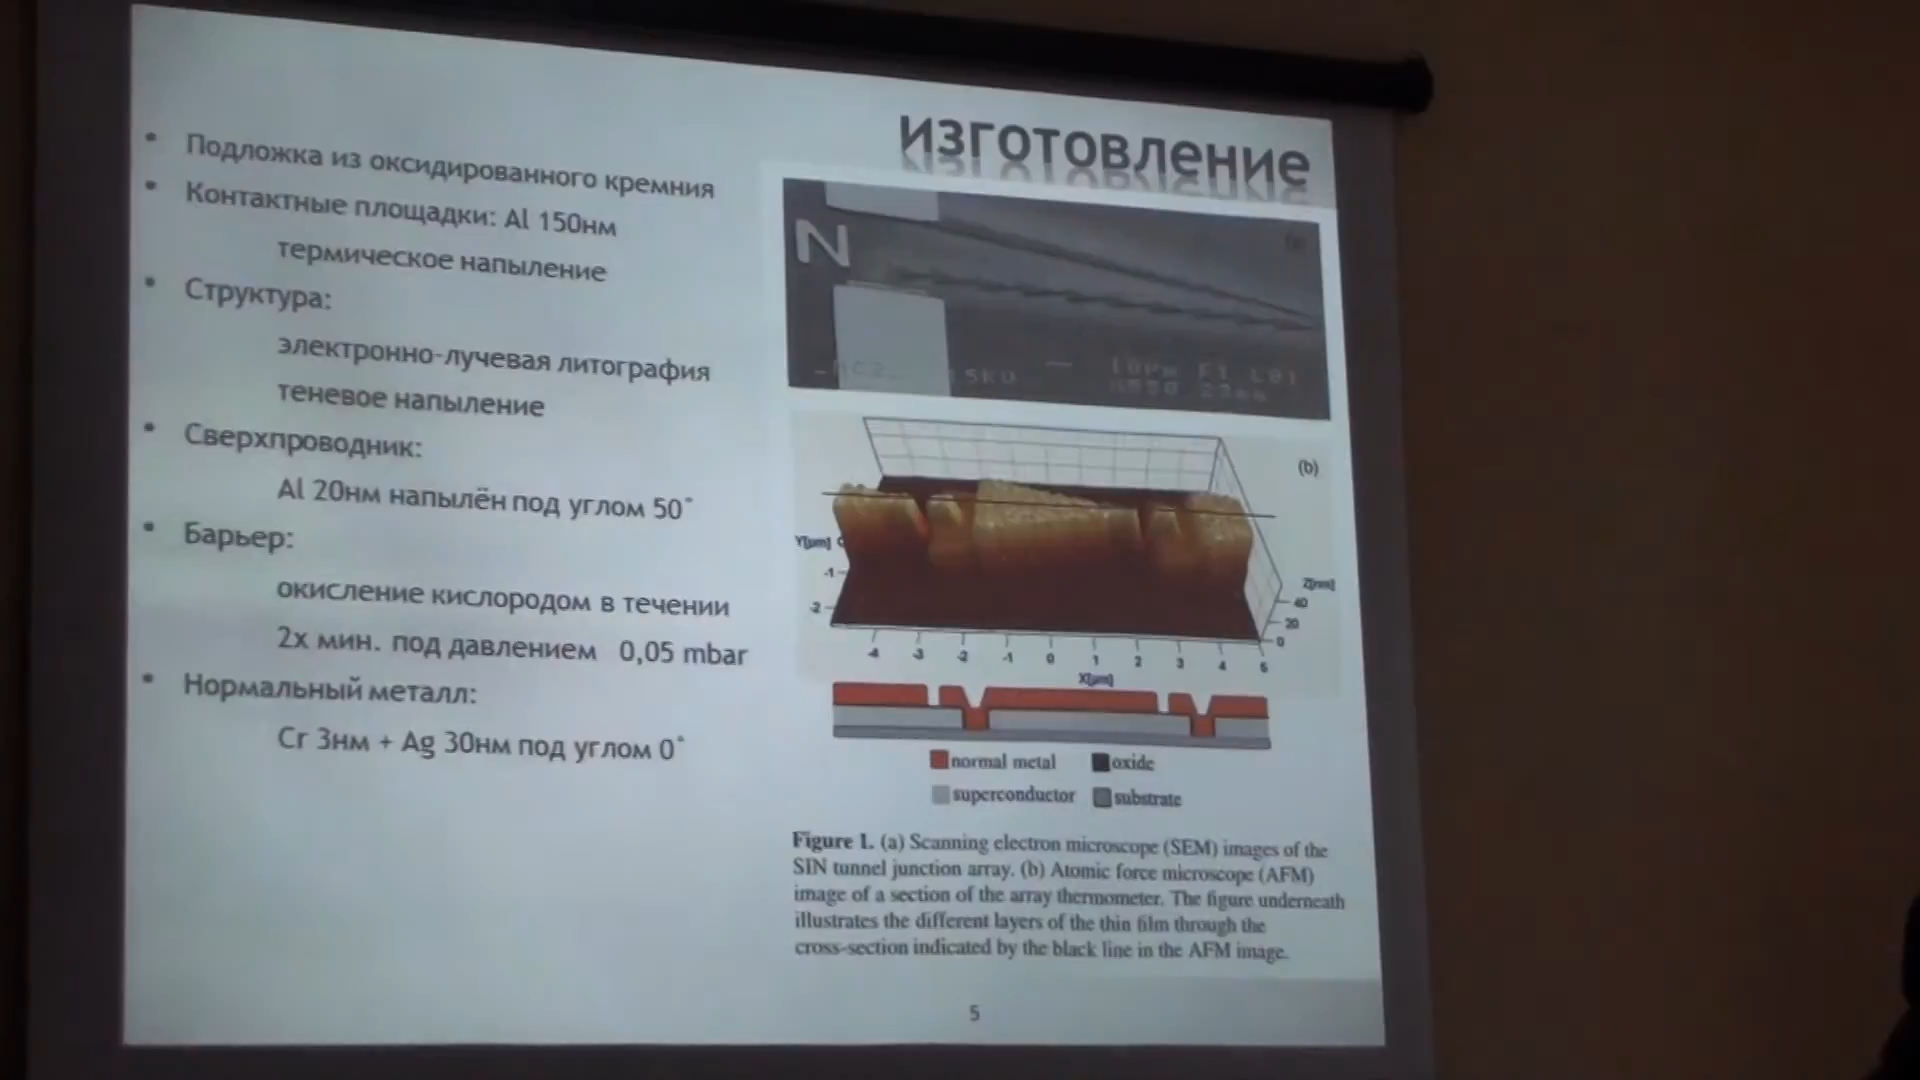 изготовление
• Подложка из оксидированного кремния
• Контактные площадки: Al 150нм
термическое напыление
• Структура:
электронно-лучевая литография
теневое напыление
• Сверхпроводник:
Al 20нм напылён под углом 50°
• Барьер:
окисление кислородом в течении
2х мин. под давлением 0,05 mbar
• Нормальный металл:
Cr 3нм + Ag 30нм под углом 0°
N
10µm
(b)
Y[µm]
-1
-2
Z[nm]
40
20
0
-4 -3 -2 -1 0 1 2 3 4 5
X[µm]
normal metal oxide
superconductor substrate
Figure 1. (a) Scanning electron microscope (SEM) images of the
SIN tunnel junction array. (b) Atomic force microscope (AFM)
image of a section of the array thermometer. The figure underneath
illustrates the different layers of the thin film through the
cross-section indicated by the black line in the AFM image.
5